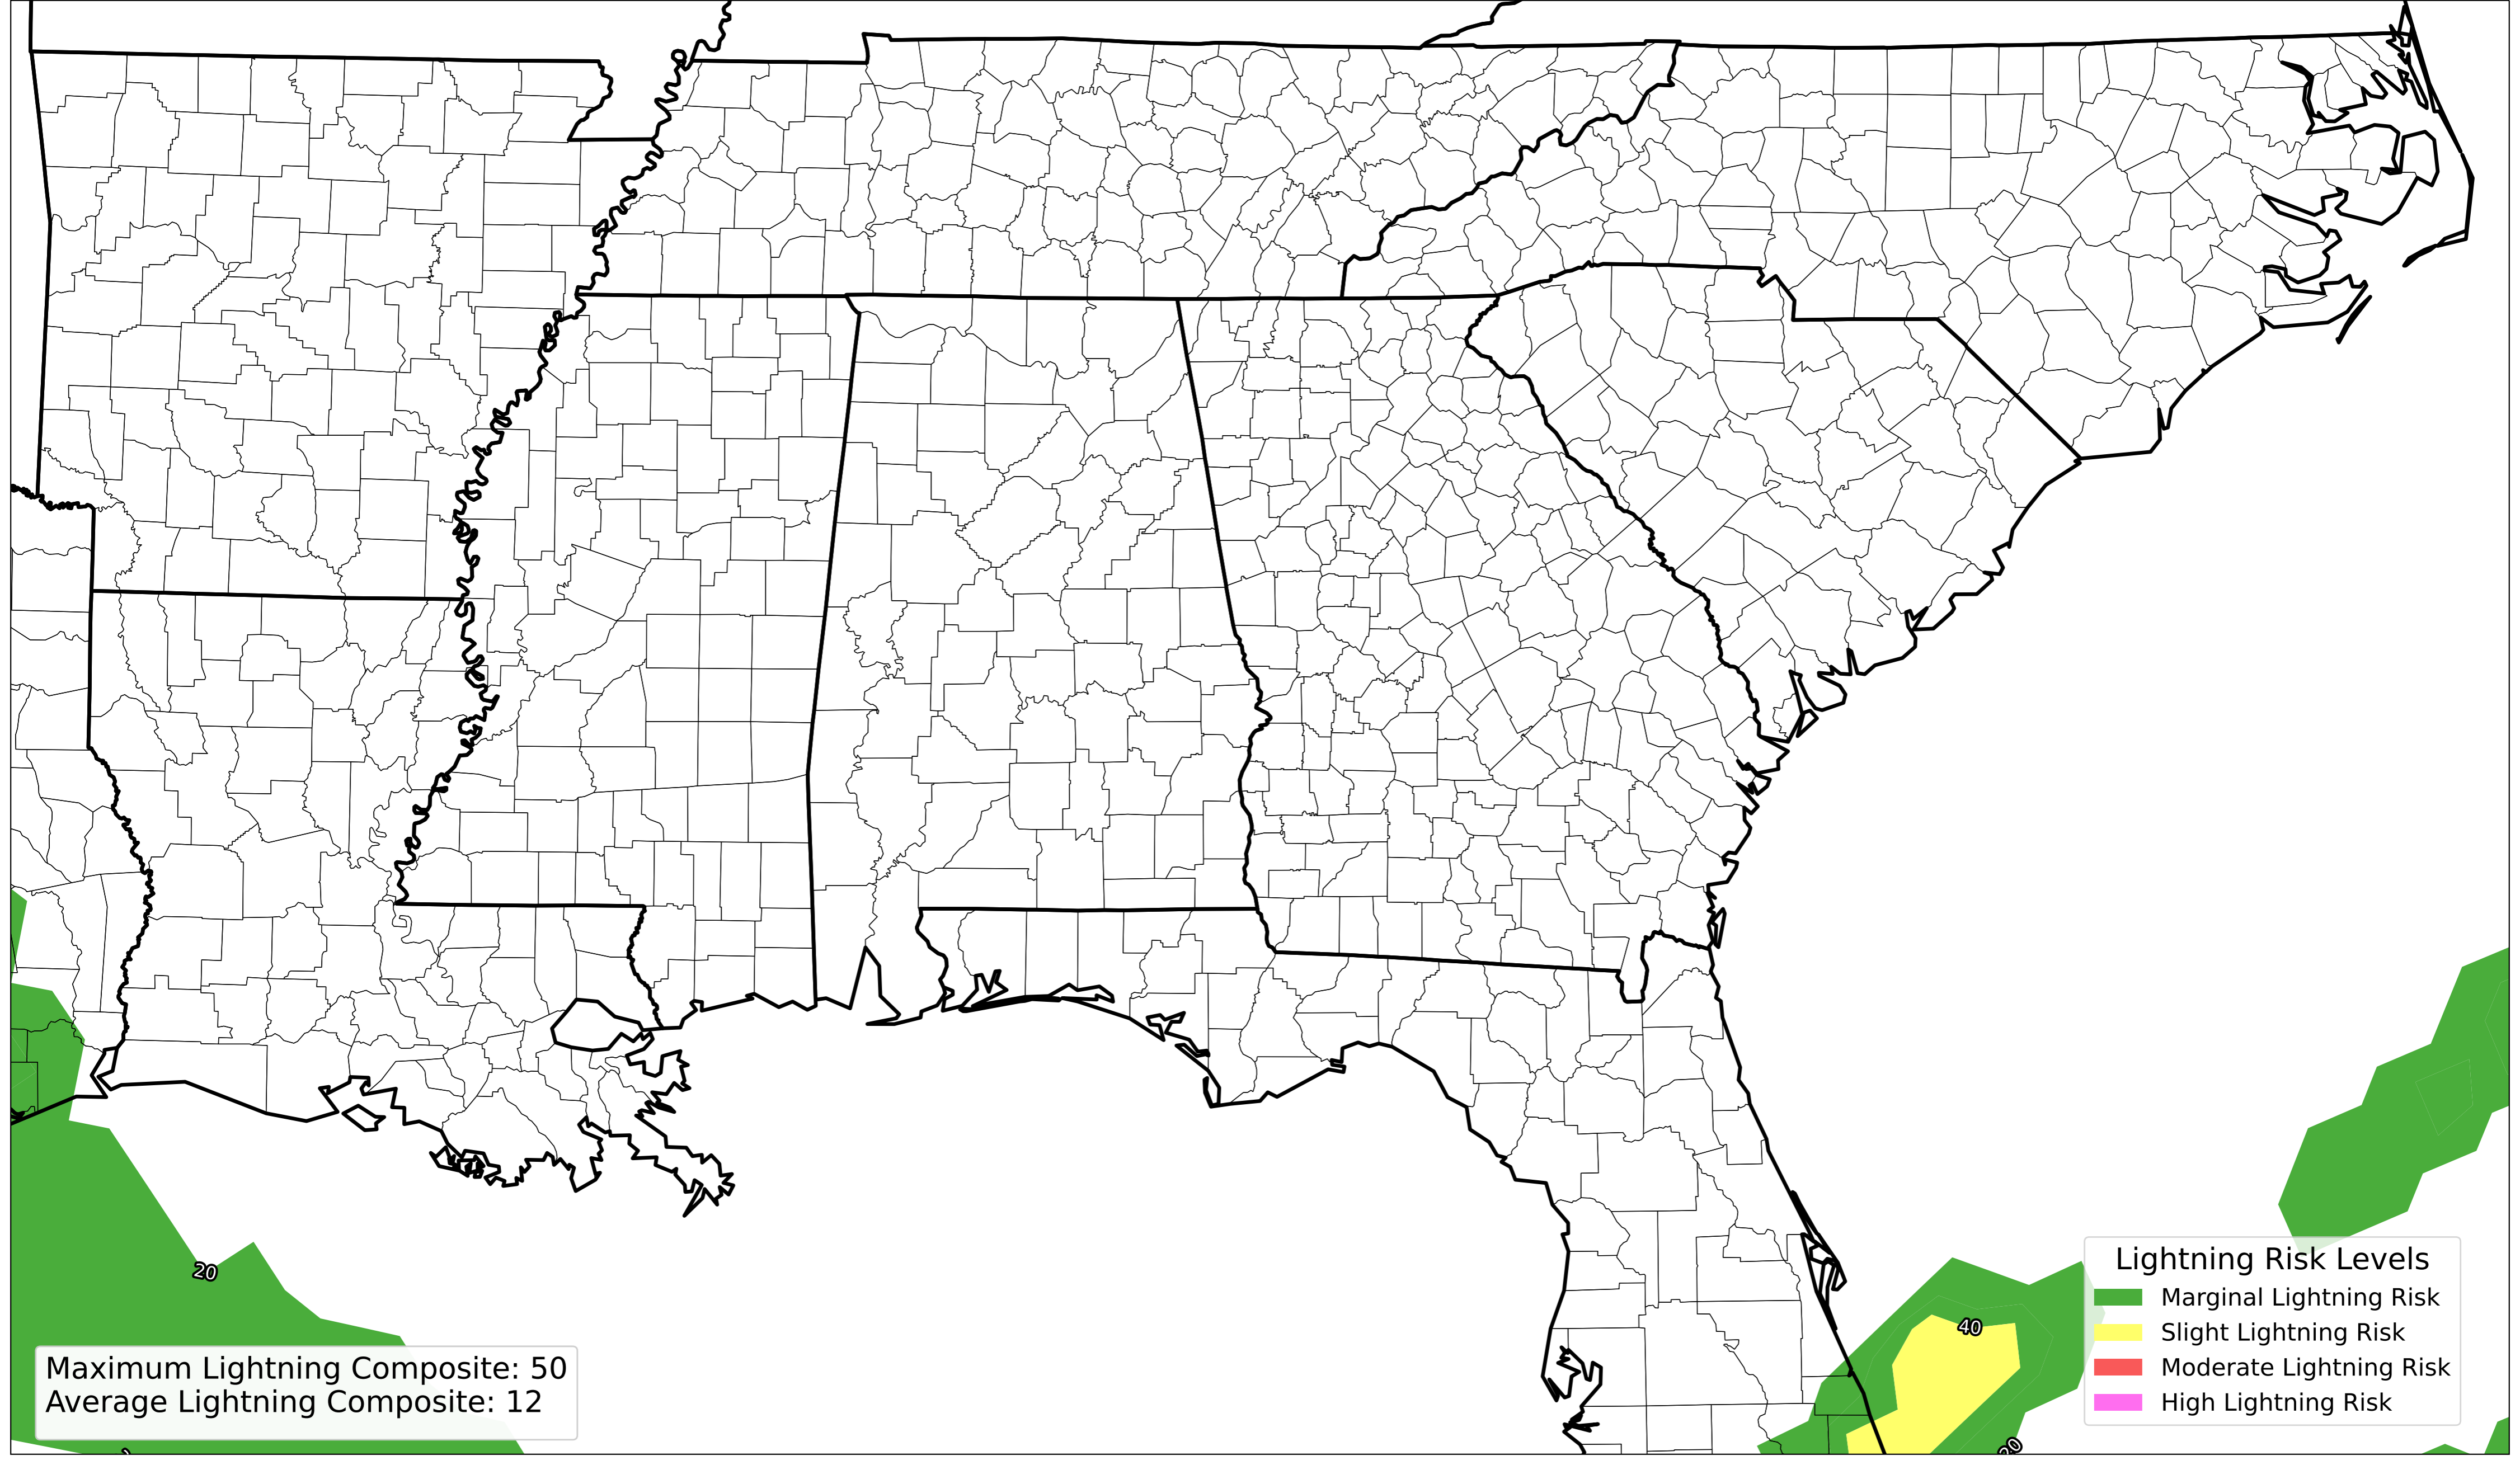 20
Maximum Lightning Composite: 50
Average Lightning Composite: 12
40
20
Lightning Risk Levels
Marginal Lightning Risk
Slight Lightning Risk
Moderate Lightning Risk
High Lightning Risk